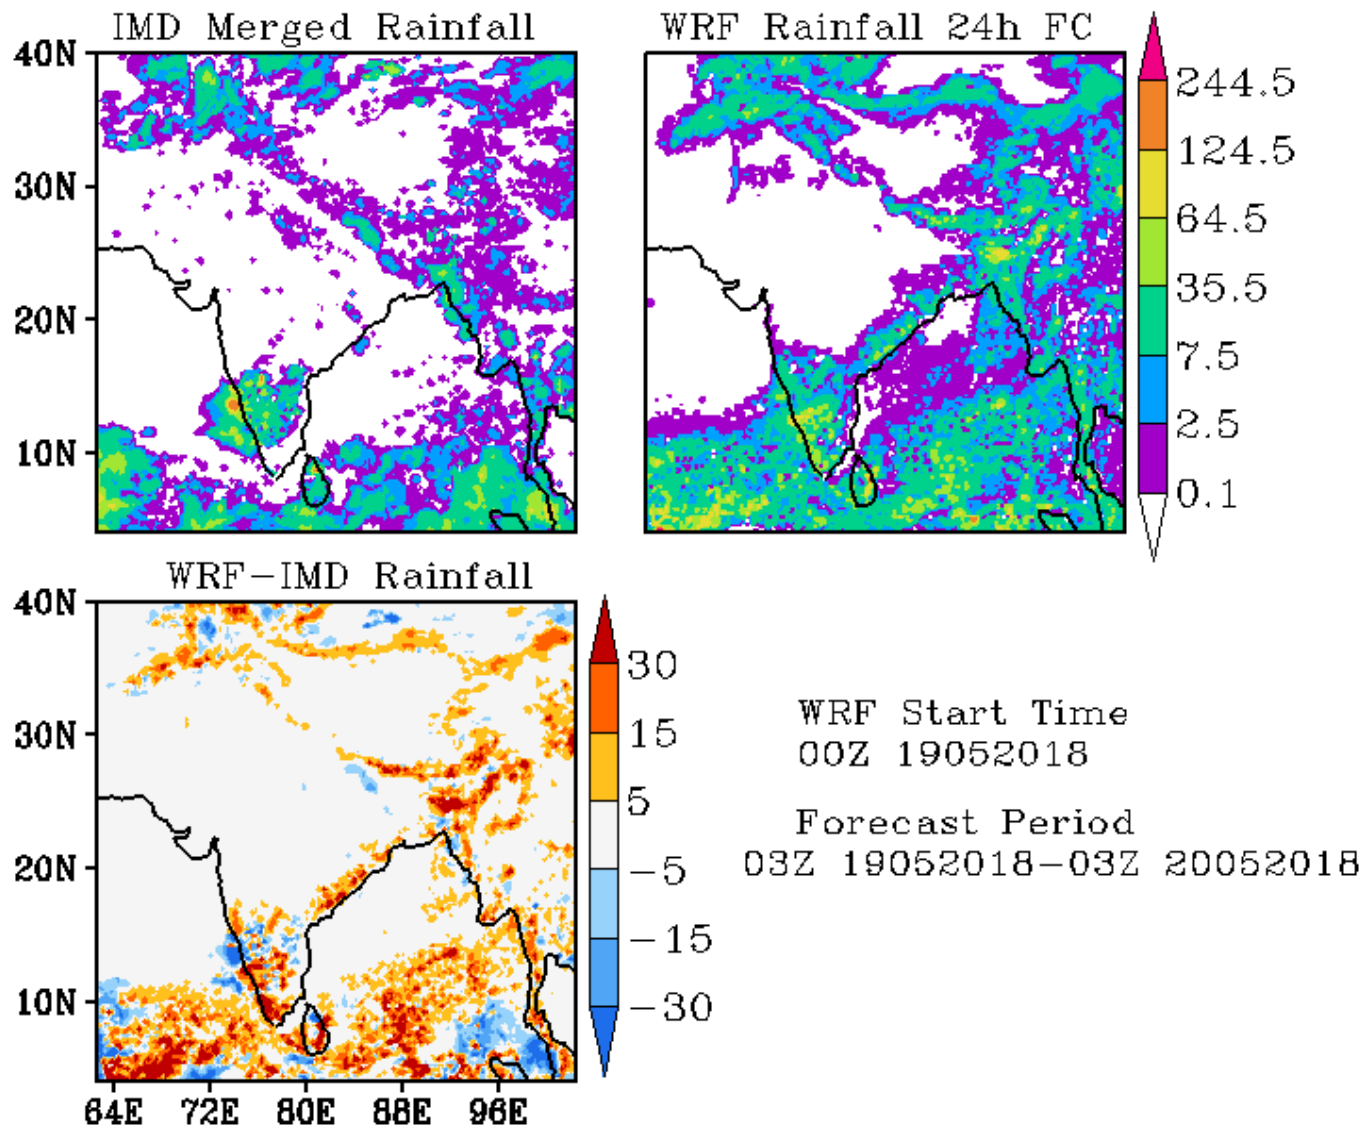 IMD Merged Rainfall
WRF Rainfall 24h FC
40N
30N
20N
10N
244.5
124.5
64.5
35.5
7.5
2.5
0.1
WRF-IMD Rainfall
40N
30N
20N
10N
64E 72E 80E 88E 96E
30
15
5
-5
-15
-30
WRF Start Time
00Z 19052018
Forecast Period
03Z 19052018-03Z 20052018